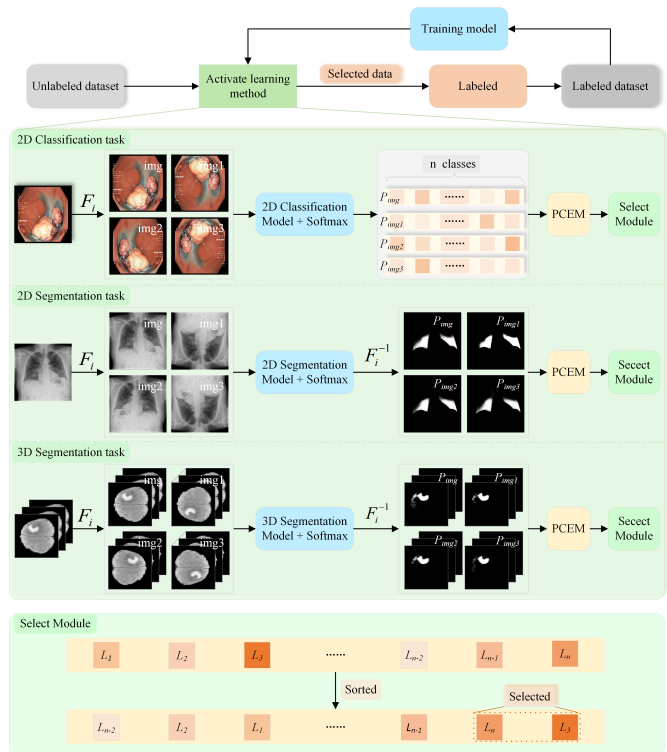 Training model
Unlabeled dataset
Activate learning
method
Selected data
Labeled
Labeled dataset
2D Classification task
F_i
img
img1
img2
img3
2D Classification
Model + Softmax
n classes
P_img
......
P_img1
......
P_img2
......
P_img3
......
PCEM
Select
Module
2D Segmentation task
F_i
img
img1
img2
img3
2D Segmentation
Model + Softmax
F_i^-1
P_img
P_img1
P_img2
P_img3
PCEM
Secect
Module
3D Segmentation task
F_i
img
img1
img2
img3
3D Segmentation
Model + Softmax
F_i^-1
P_img
P_img1
P_img2
P_img3
PCEM
Secect
Module
Select Module
L_1 L_2 L_3 ...... L_n-2 L_n-1 L_n
Sorted
Selected
L_n-2 L_2 L_1 ...... L_n-1 L_n L_3